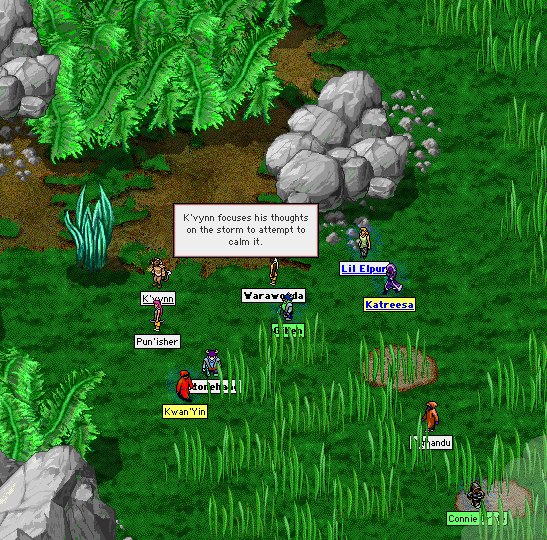 K'vynn focuses his thoughts
on the storm to attempt to
calm it.
Lil Elpur
K'vynn
Katreesa
Pun'isher
Kwan'Yin
Connie